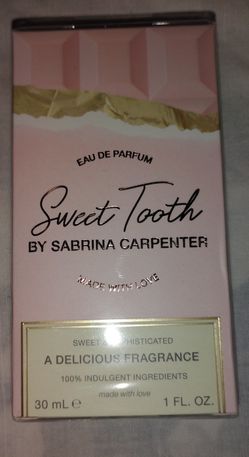 EAU DE PARFUM
Sweet Tooth
BY SABRINA CARPENTER
MADE WITH LOVE
SWEET & SOPHISTICATED
A DELICIOUS FRAGRANCE
100% INDULGENT INGREDIENTS
made with love
30 mL ℮ 1 FL. OZ.